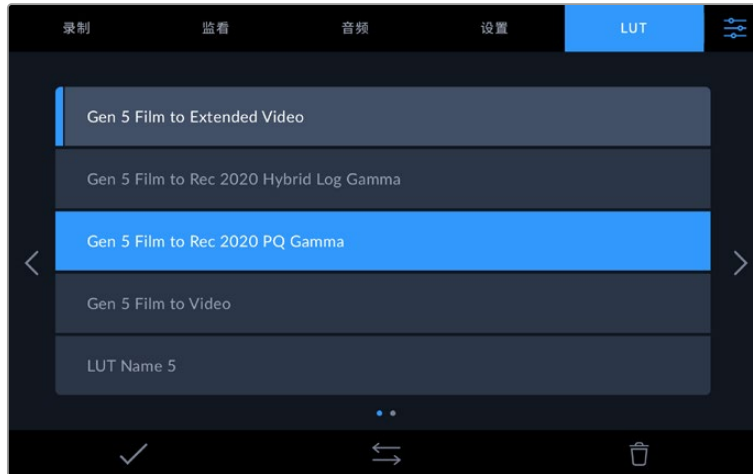 录制 监看 音频 设置 LUT
Gen 5 Film to Extended Video
Gen 5 Film to Rec 2020 Hybrid Log Gamma
Gen 5 Film to Rec 2020 PQ Gamma
Gen 5 Film to Video
LUT Name 5